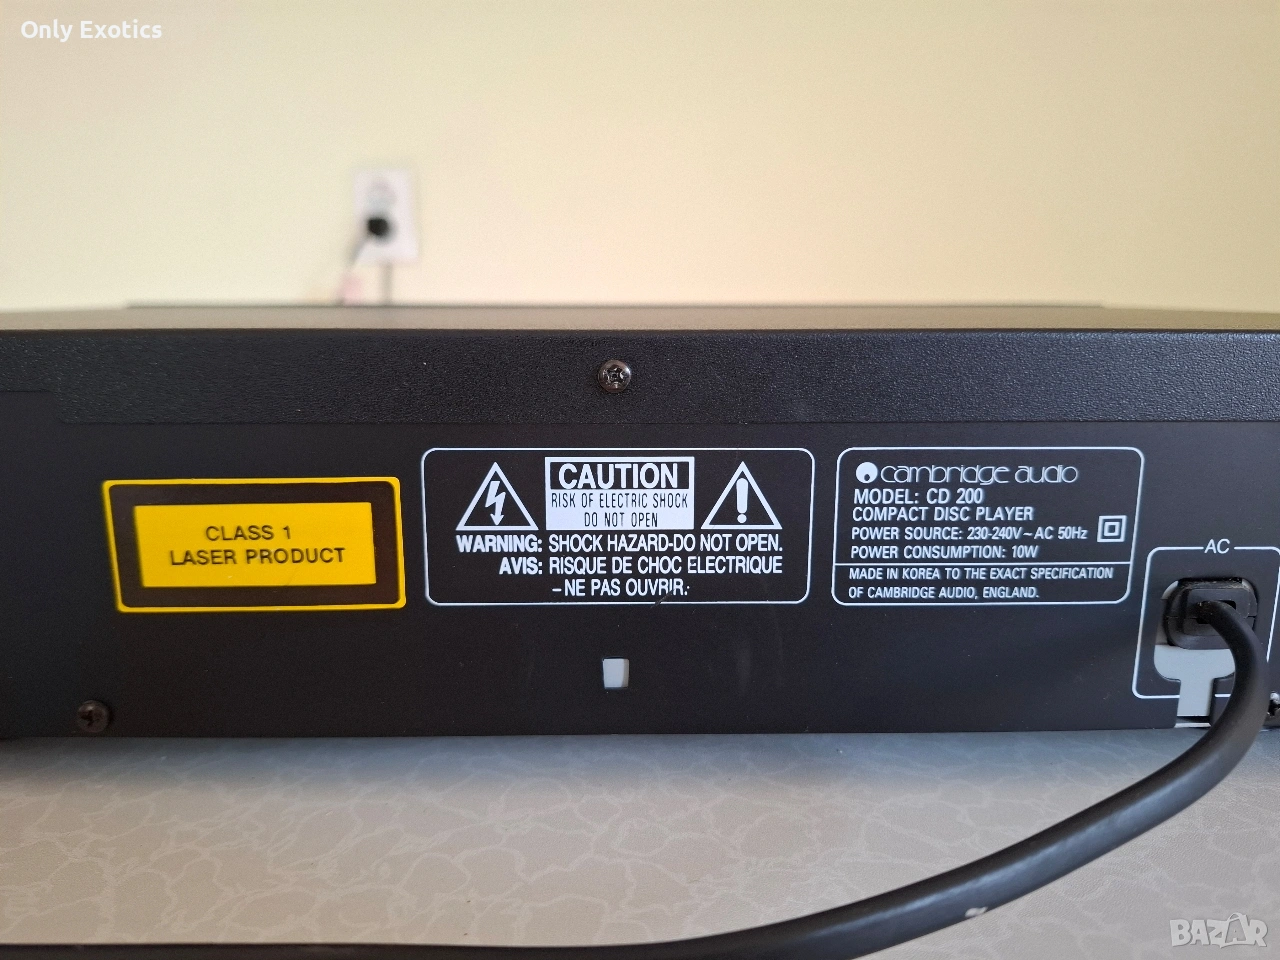 Only Exotics
CLASS 1
LASER PRODUCT
CAUTION
RISK OF ELECTRIC SHOCK
DO NOT OPEN
WARNING: SHOCK HAZARD-DO NOT OPEN.
AVIS: RISQUE DE CHOC ELECTRIQUE
-NE PAS OUVRIR.
cambridge audio
MODEL: CD 200
COMPACT DISC PLAYER
POWER SOURCE: 230-240V~AC 50Hz
POWER CONSUMPTION: 10W
MADE IN KOREA TO THE EXACT SPECIFICATION
OF CAMBRIDGE AUDIO, ENGLAND.
AC
BAZAR